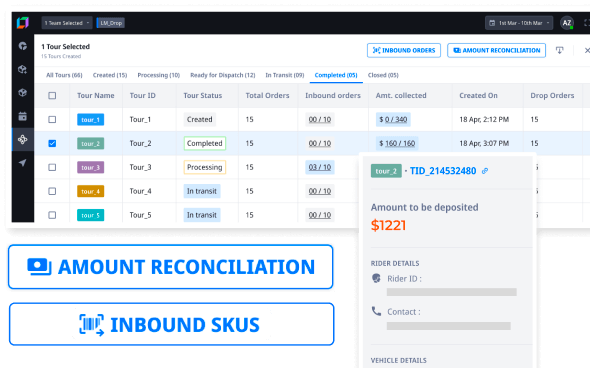 1 Team Selected
LM_Drop
1st Mar - 10th Mar
AZ
1 Tour Selected
15 Tours Created
INBOUND ORDERS
AMOUNT RECONCILIATION
All Tours (66) Created (15) Processing (10) Ready for Dispatch (12) In Transit (09) Completed (05) Closed (05)
Tour Name Tour ID Tour Status Total Orders Inbound orders Amt. collected Created On Drop Orders
tour_1 Tour_1 Created 15 00 / 10 $ 0 / 340 18 Apr, 2:12 PM 15
tour_2 Tour_2 Completed 15 00 / 10 $ 160 / 160 18 Apr, 3:07 PM 15
tour_3 Tour_3 Processing 15 03 / 10
tour_4 Tour_4 In transit 15 00 / 10
tour_5 Tour_5 In transit 15 00 / 10
tour_2 · TID_214532480
Amount to be deposited
$1221
RIDER DETAILS
Rider ID :
Contact :
VEHICLE DETAILS
AMOUNT RECONCILIATION
INBOUND SKUS